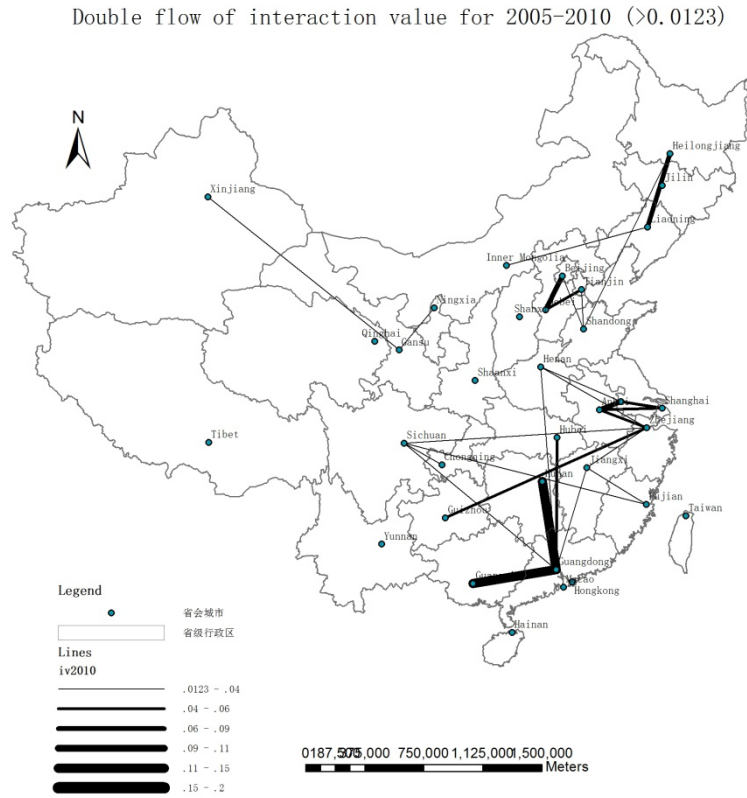 Double flow of interaction value for 2005-2010 (>0.0123)
N
Heilongjiang
Jilin
Xinjiang
Liaoning
Inner Mongolia
Beijing
Tianjin
Ningxia
Shanxi
Shandong
Qinghai
Gansu
Henan
Shaanxi
Shanghai
Zhejiang
Sichuan
Hubei
Tibet
Chongqing
Jiangxi
Hunan
Fujian
Guizhou
Taiwan
Yunnan
Guangdong
Macao
Hongkong
Hainan
Legend
省会城市
省级行政区
Lines
iv2010
.0123 - .04
.04 - .06
.06 - .09
.09 - .11
.11 - .15
.15 - .2
750,000 1,125,000 1,500,000
Meters